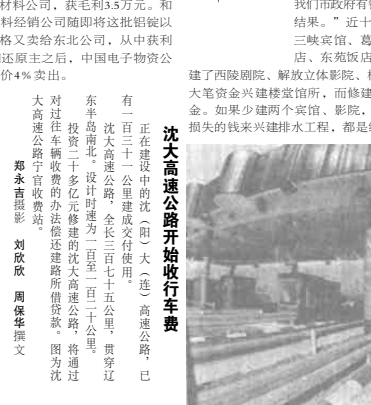 材料公司，获毛利3.5万元。和
料经销公司随即将这批铝锭以
格又卖给东北公司，从中获利
还原主之后，中国电子物资公
价4%卖出。
我们市政府有
结果。”近十
三峡宾馆、葛
店、东苑饭店
建了西陵剧院、解放立体影院、
大笔资金兴建楼堂馆所，而修建
金。如果少建两个宾馆、影院，
损失的钱来兴建排水工程，都是
沈大高速公路开始收行车费
正在建设中的沈（阳）大（连）高速公路，已
有一百三十一公里建成交付使用。
沈大高速公路，全长三百七十五公里，贯穿辽
东半岛南北。设计时速为一百至一百二十公里。
投资二十多亿元修建的沈大高速公路，将通过
对过往车辆收费的办法偿还建路所借贷款。图为沈
大高速公路宁官收费站。
郑永吉摄影 刘欣欣 周保华撰文